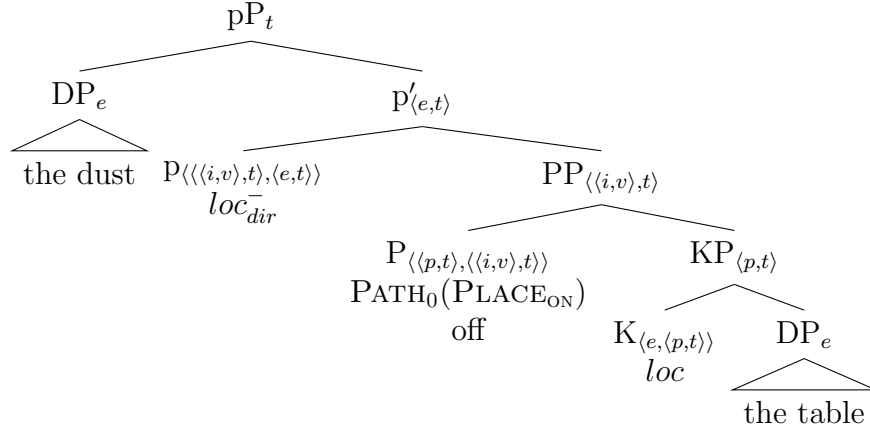 pP_t
DP_e p′_⟨e,t⟩
the dust p_⟨⟨⟨i,v⟩,t⟩,⟨e,t⟩⟩ PP_⟨⟨i,v⟩,t⟩
loc⁻_dir
P_⟨⟨p,t⟩,⟨⟨i,v⟩,t⟩⟩ KP_⟨p,t⟩
PATH₀(PLACE_ON)
off K_⟨e,⟨p,t⟩⟩ DP_e
loc
the table